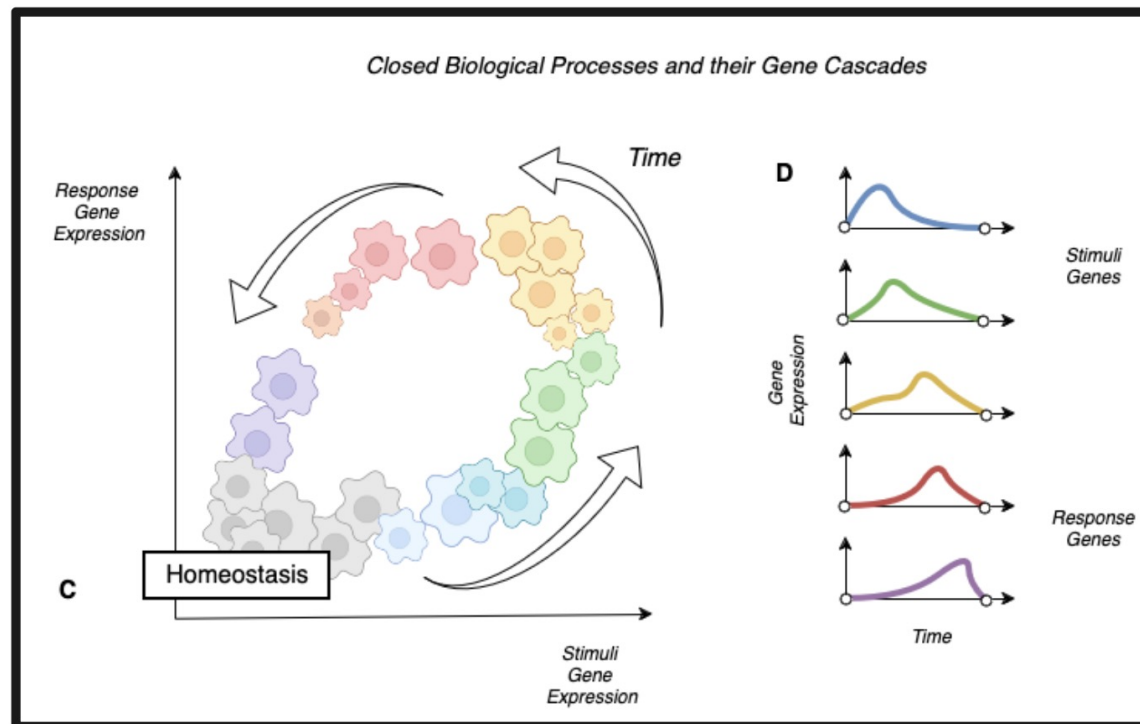 Closed Biological Processes and their Gene Cascades
Response
Gene
Expression
Time
Homeostasis
C
Stimuli
Gene
Expression
D
Stimuli
Genes
Gene
Expression
Response
Genes
Time